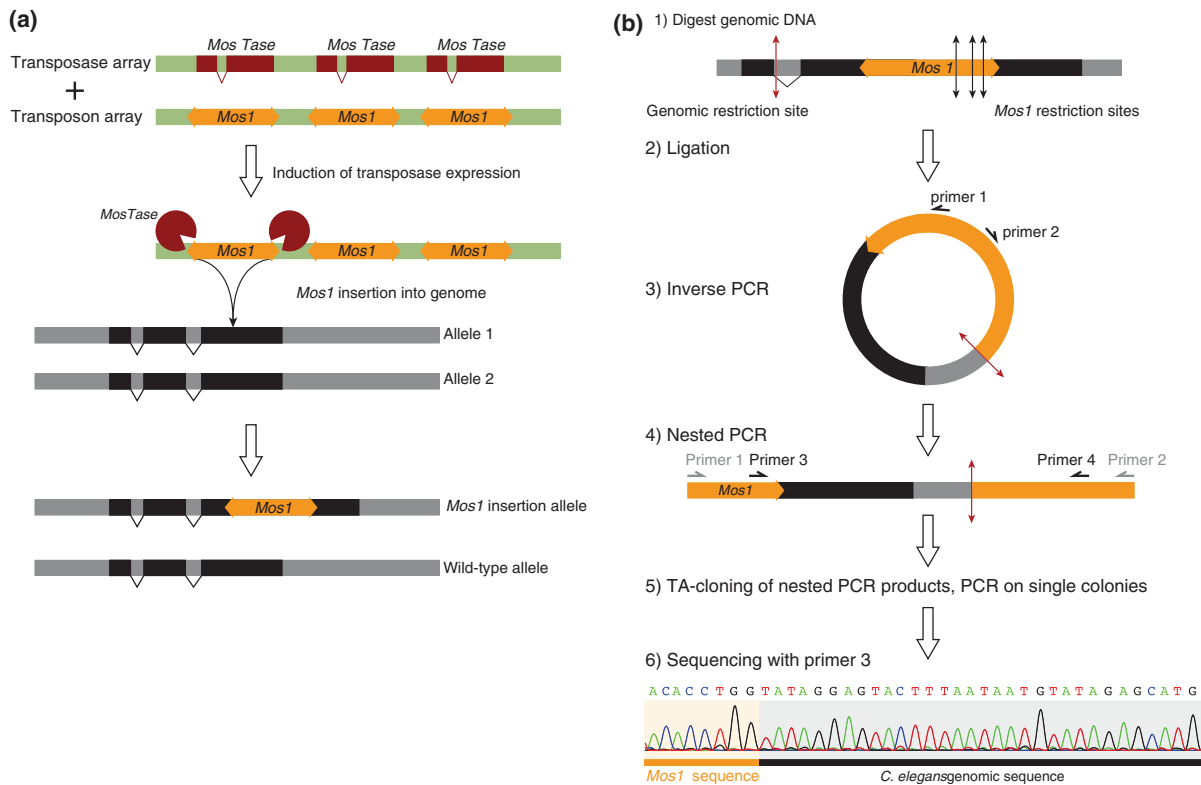 (a)
Mos Tase Mos Tase Mos Tase
Transposase array
+
Transposon array
Mos1 Mos1 Mos1
Induction of transposase expression
MosTase
Mos1 Mos1 Mos1
Mos1 insertion into genome
Allele 1
Allele 2
Mos1
Mos1 insertion allele
Wild-type allele
(b)
1) Digest genomic DNA
Mos 1
Genomic restriction site
Mos1 restriction sites
2) Ligation
primer 1
primer 2
3) Inverse PCR
4) Nested PCR
Primer 1 Primer 3 Primer 4 Primer 2
Mos1
5) TA-cloning of nested PCR products, PCR on single colonies
6) Sequencing with primer 3
A C A C C T G G T A T A G G A G T A C T T T A A T A A T G T A T A G A G C A T G
Mos1 sequence
C. elegansgenomic sequence